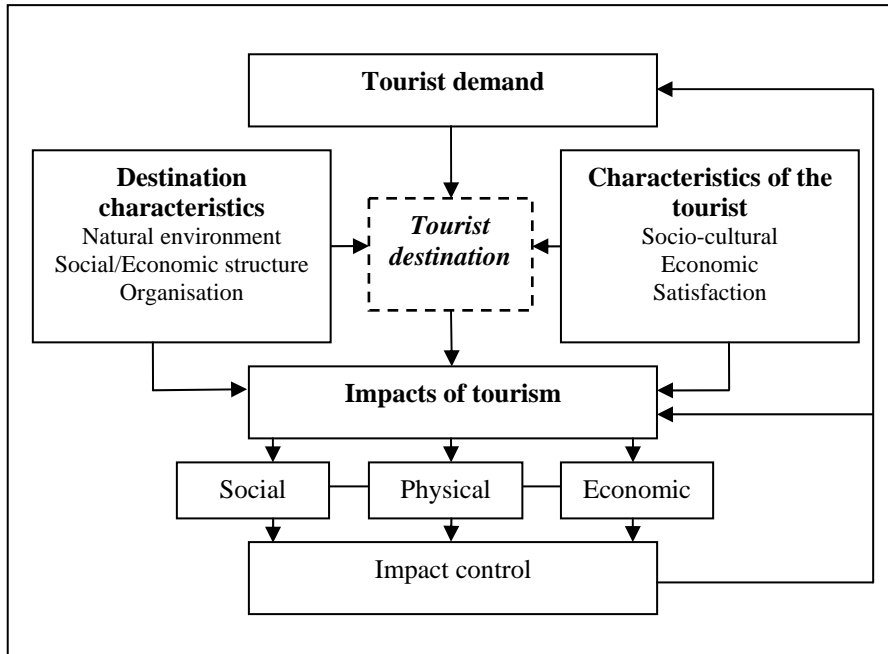 Tourist demand
Destination
characteristics
Natural environment
Social/Economic structure
Organisation
Tourist
destination
Characteristics of the
tourist
Socio-cultural
Economic
Satisfaction
Impacts of tourism
Social
Physical
Economic
Impact control